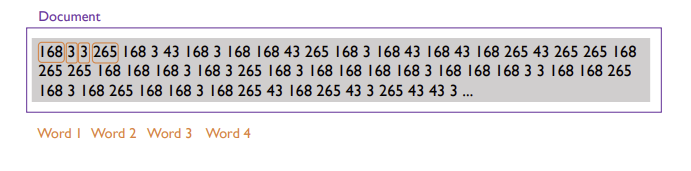 Document
168 3 3 265 168 3 43 168 3 168 168 43 265 168 3 168 43 168 43 168 265 43 265 265 168
265 265 168 168 168 3 168 3 265 168 3 168 168 168 168 3 168 168 168 3 3 168 168 265
168 3 168 265 168 168 3 168 265 43 168 265 43 3 265 43 43 3 ...
Word 1 Word 2 Word 3 Word 4